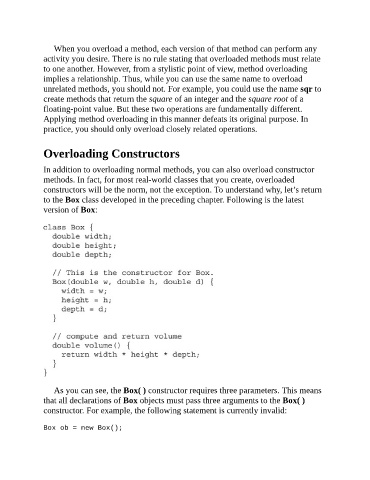 When you overload a method, each version of that method can perform any
activity you desire. There is no rule stating that overloaded methods must relate
to one another. However, from a stylistic point of view, method overloading
implies a relationship. Thus, while you can use the same name to overload
unrelated methods, you should not. For example, you could use the name sqr to
create methods that return the square of an integer and the square root of a
floating-point value. But these two operations are fundamentally different.
Applying method overloading in this manner defeats its original purpose. In
practice, you should only overload closely related operations.
Overloading Constructors
In addition to overloading normal methods, you can also overload constructor
methods. In fact, for most real-world classes that you create, overloaded
constructors will be the norm, not the exception. To understand why, let’s return
to the Box class developed in the preceding chapter. Following is the latest
version of Box:
class Box {
  double width;
  double height;
  double depth;

  // This is the constructor for Box.
  Box(double w, double h, double d) {
    width = w;
    height = h;
    depth = d;
  }

  // compute and return volume
  double volume() {
    return width * height * depth;
  }
}
As you can see, the Box( ) constructor requires three parameters. This means
that all declarations of Box objects must pass three arguments to the Box( )
constructor. For example, the following statement is currently invalid:
Box ob = new Box();